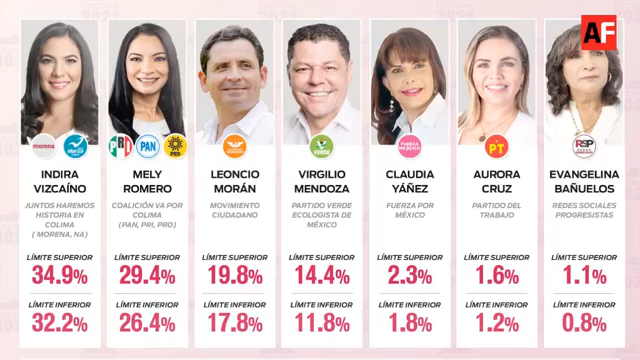 AF
morena
alianza
PRI
PAN
PRD
VERDE
FUERZA
MÉXICO
PT
RSP
INDIRA
VIZCAÍNO
JUNTOS HAREMOS
HISTORIA EN
COLIMA
( MORENA, NA)
LÍMITE SUPERIOR
34.9%
LÍMITE INFERIOR
32.2%
MELY
ROMERO
COALICIÓN VA POR
COLIMA
(PAN, PRI, PRD)
LÍMITE SUPERIOR
29.4%
LÍMITE INFERIOR
26.4%
LEONCIO
MORÁN
MOVIMIENTO
CIUDADANO
LÍMITE SUPERIOR
19.8%
LÍMITE INFERIOR
17.8%
VIRGILIO
MENDOZA
PARTIDO VERDE
ECOLOGISTA DE
MÉXICO
LÍMITE SUPERIOR
14.4%
LÍMITE INFERIOR
11.8%
CLAUDIA
YÁÑEZ
FUERZA POR
MÉXICO
LÍMITE SUPERIOR
2.3%
LÍMITE INFERIOR
1.8%
AURORA
CRUZ
PARTIDO DEL
TRABAJO
LÍMITE SUPERIOR
1.6%
LÍMITE INFERIOR
1.2%
EVANGELINA
BAÑUELOS
REDES SOCIALES
PROGRESISTAS
LÍMITE SUPERIOR
1.1%
LÍMITE INFERIOR
0.8%